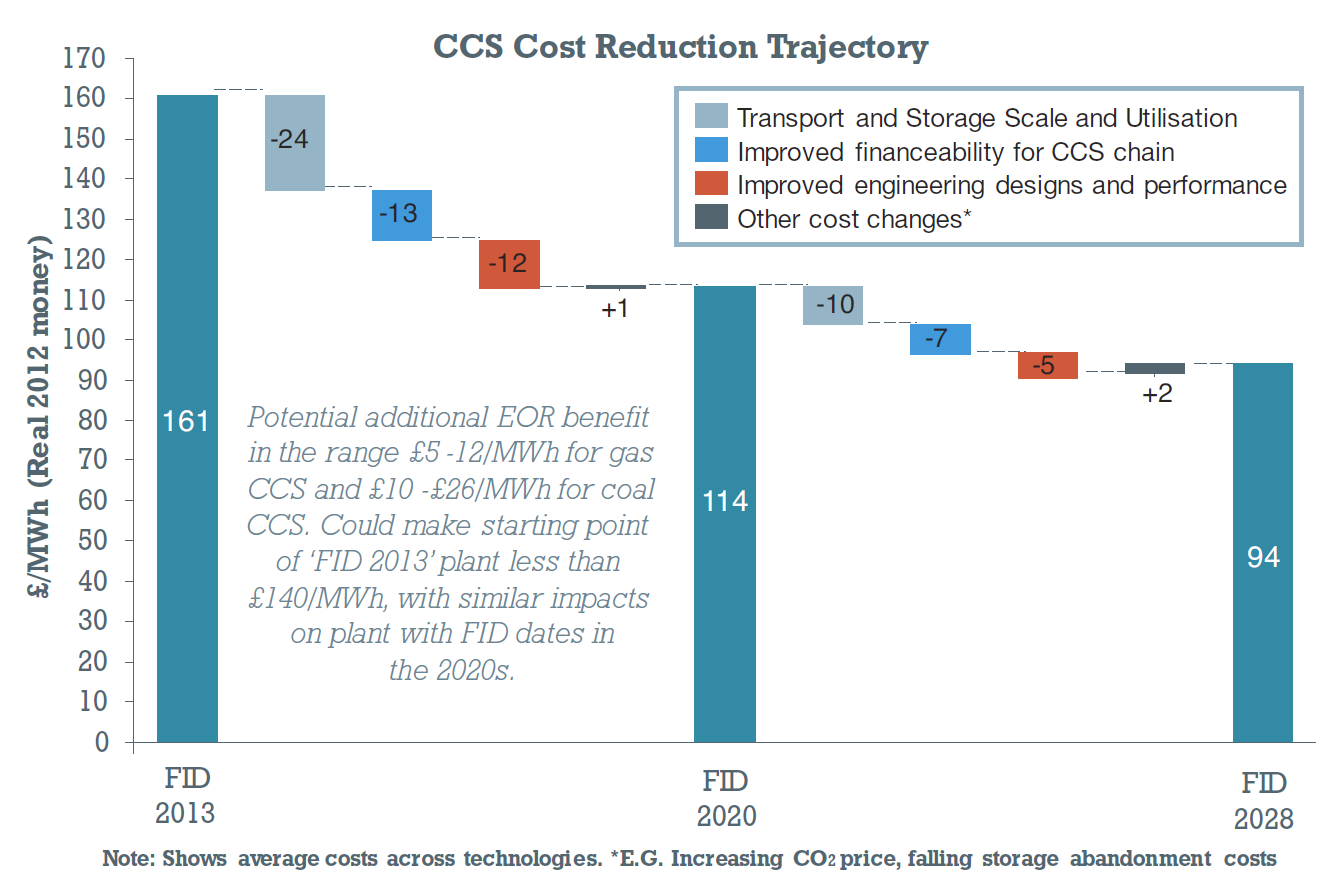 CCS Cost Reduction Trajectory
£/MWh (Real 2012 money)
170
160
150
140
130
120
110
100
90
80
70
60
50
40
30
20
10
0
Transport and Storage Scale and Utilisation
Improved financeability for CCS chain
Improved engineering designs and performance
Other cost changes*
161
-24
-13
-12
+1
114
-10
-7
-5
+2
94
Potential additional EOR benefit
in the range £5 -12/MWh for gas
CCS and £10 -£26/MWh for coal
CCS. Could make starting point
of ‘FID 2013’ plant less than
£140/MWh, with similar impacts
on plant with FID dates in
the 2020s.
FID
2013
FID
2020
FID
2028
Note: Shows average costs across technologies. *E.G. Increasing CO2 price, falling storage abandonment costs